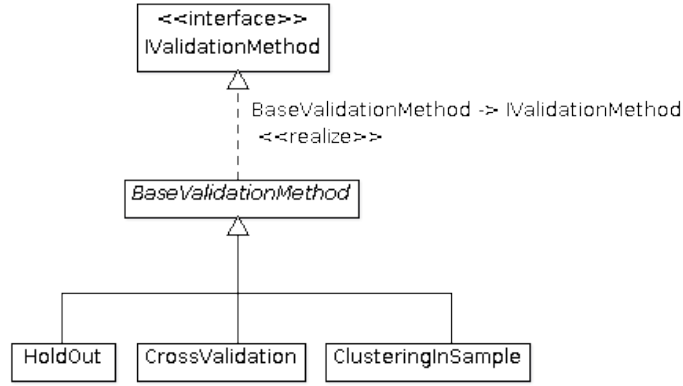 <<interface>>
IValidationMethod
BaseValidationMethod -> IValidationMethod
<<realize>>
BaseValidationMethod
HoldOut
CrossValidation
ClusteringInSample